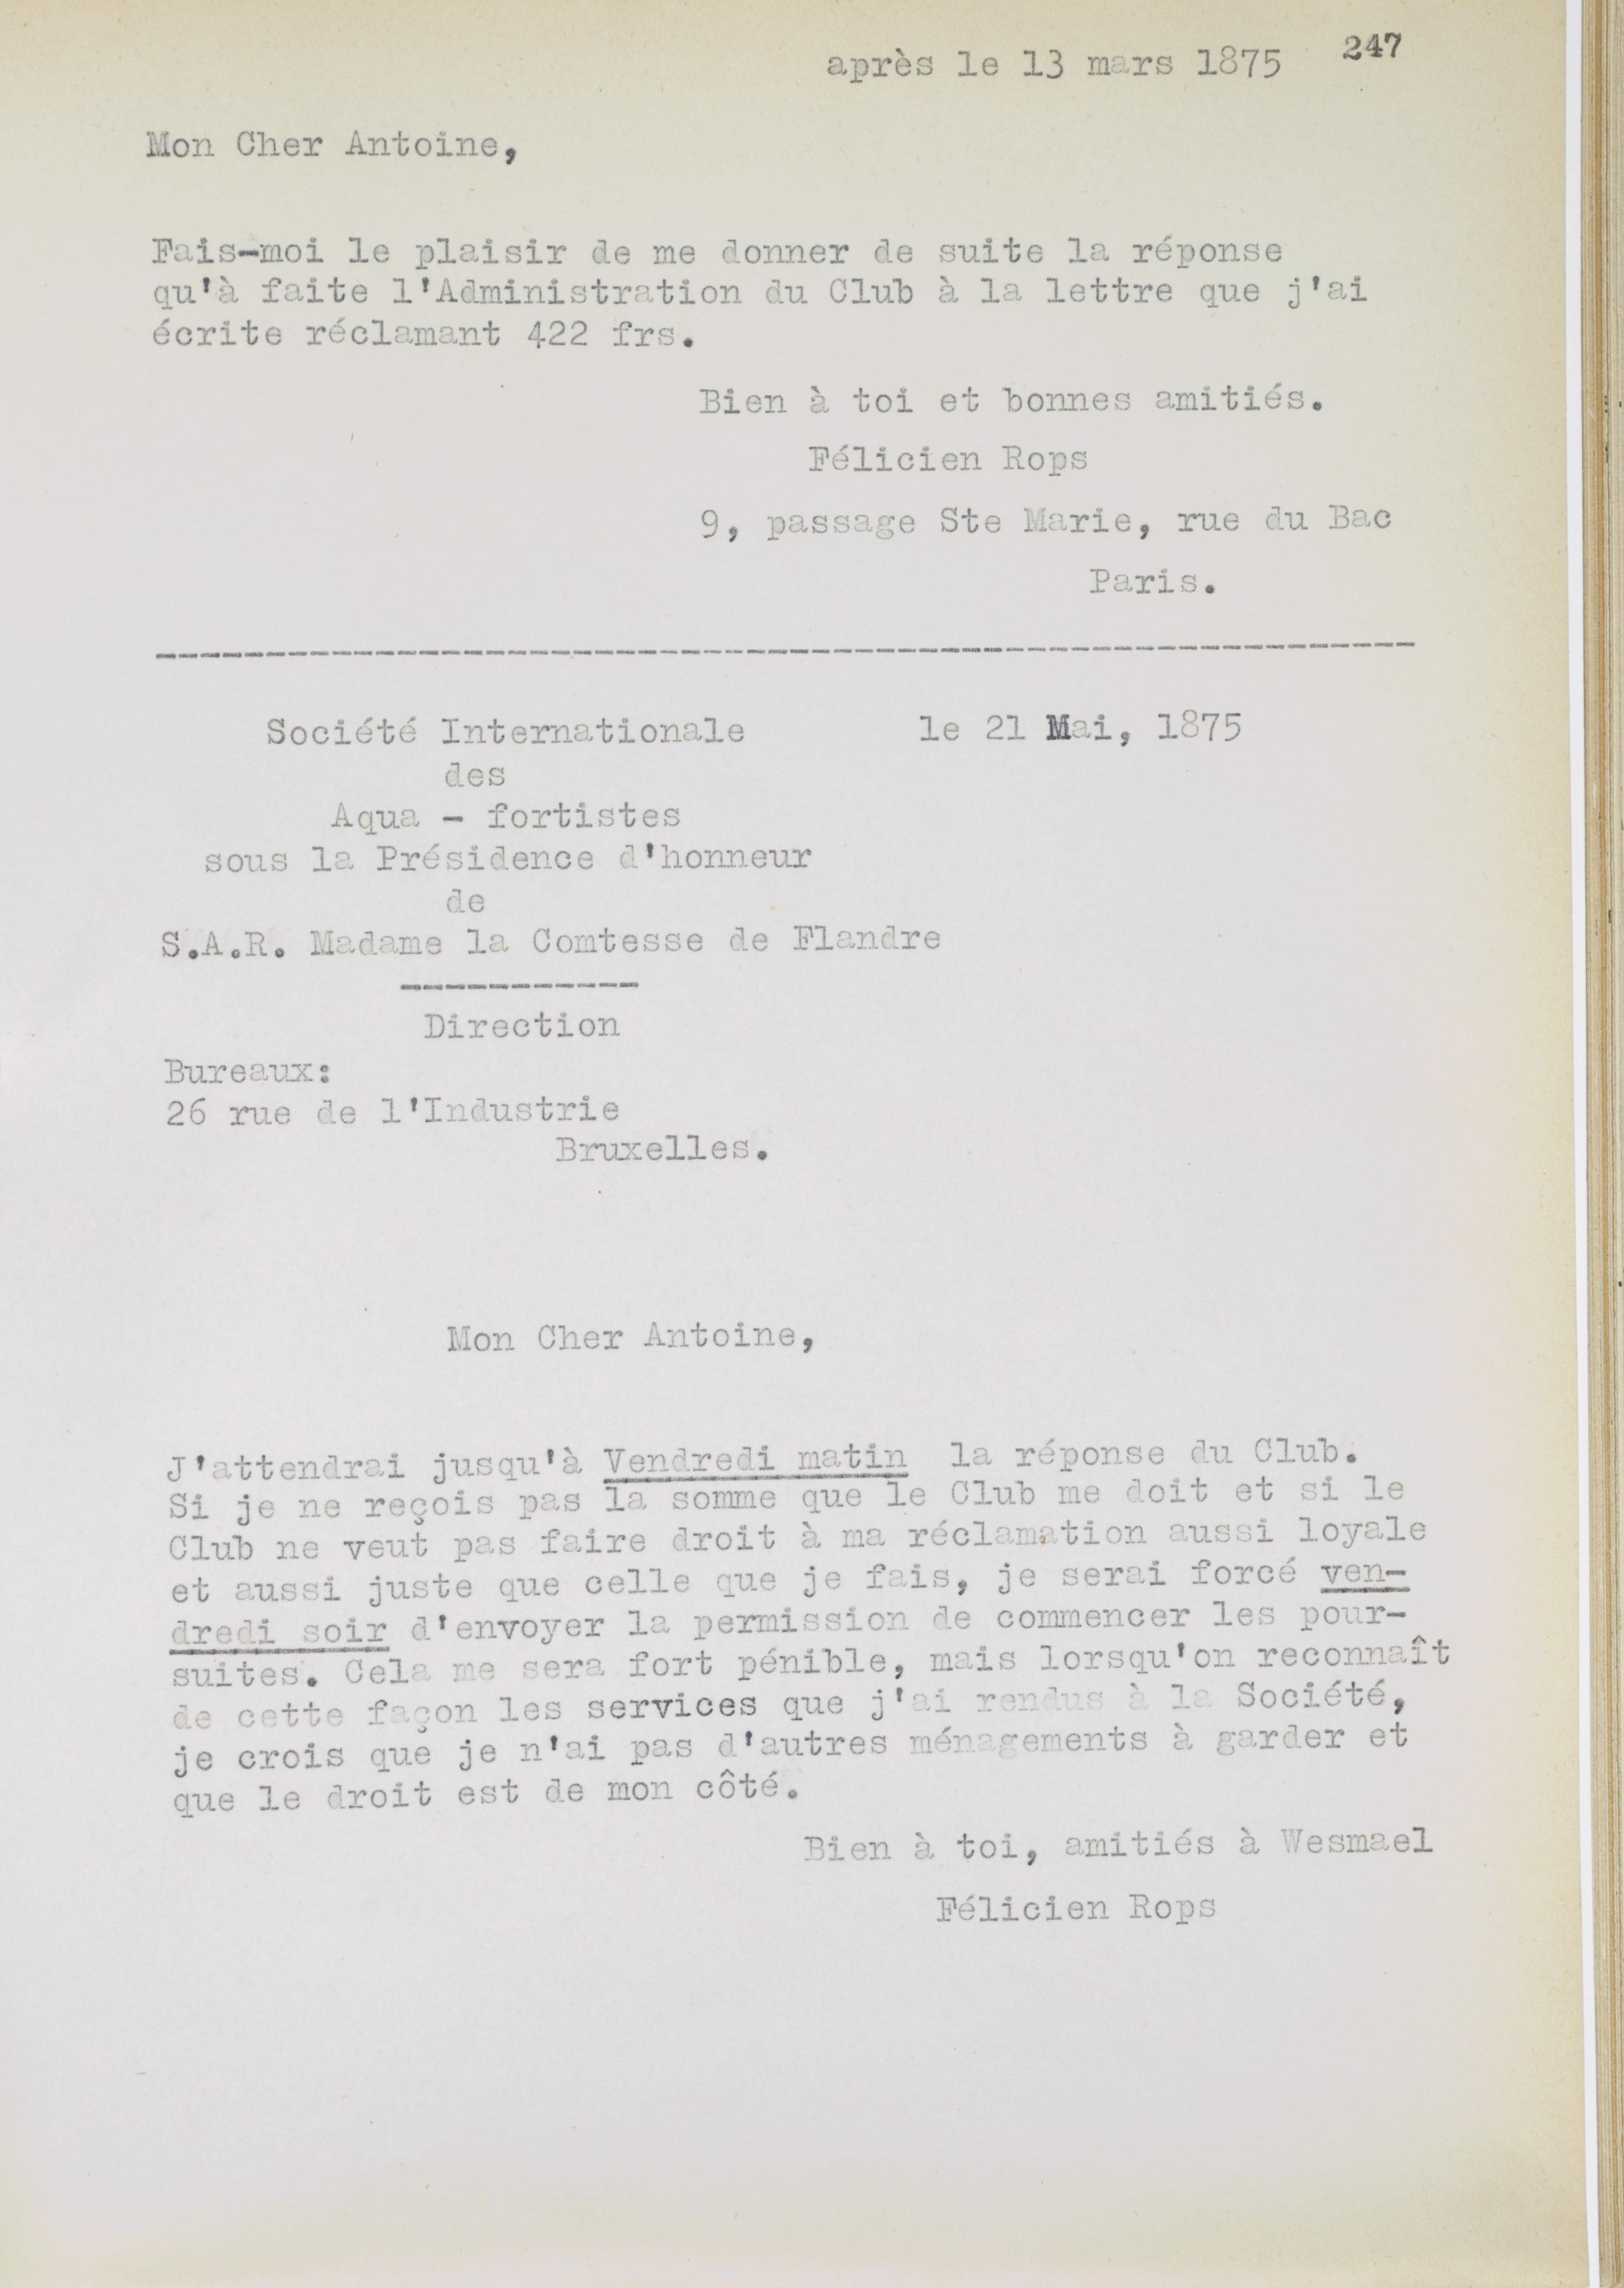 après le 13 mars 1875 247
Mon Cher Antoine,
Fais-moi le plaisir de me donner de suite la réponse
qu'à faite l'Administration du Club à la lettre que j'ai
écrite réclamant 422 frs.
Bien à toi et bonnes amitiés.
Félicien Rops
9, passage Ste Marie, rue du Bac
Paris.
Société Internationale le 21 Mai, 1875
des
Aqua - fortistes
sous la Présidence d'honneur
de
S.A.R. Madame la Comtesse de Flandre
Direction
Bureaux:
26 rue de l'Industrie
Bruxelles.
Mon Cher Antoine,
J'attendrai jusqu'à Vendredi matin la réponse du Club.
Si je ne reçois pas la somme que le Club me doit et si le
Club ne veut pas faire droit à ma réclamation aussi loyale
et aussi juste que celle que je fais, je serai forcé ven-
dredi soir d'envoyer la permission de commencer les pour-
suites. Cela me sera fort pénible, mais lorsqu'on reconnaît
de cette façon les services que j'ai rendus à la Société,
je crois que je n'ai pas d'autres ménagements à garder et
que le droit est de mon côté.
Bien à toi, amitiés à Wesmael
Félicien Rops